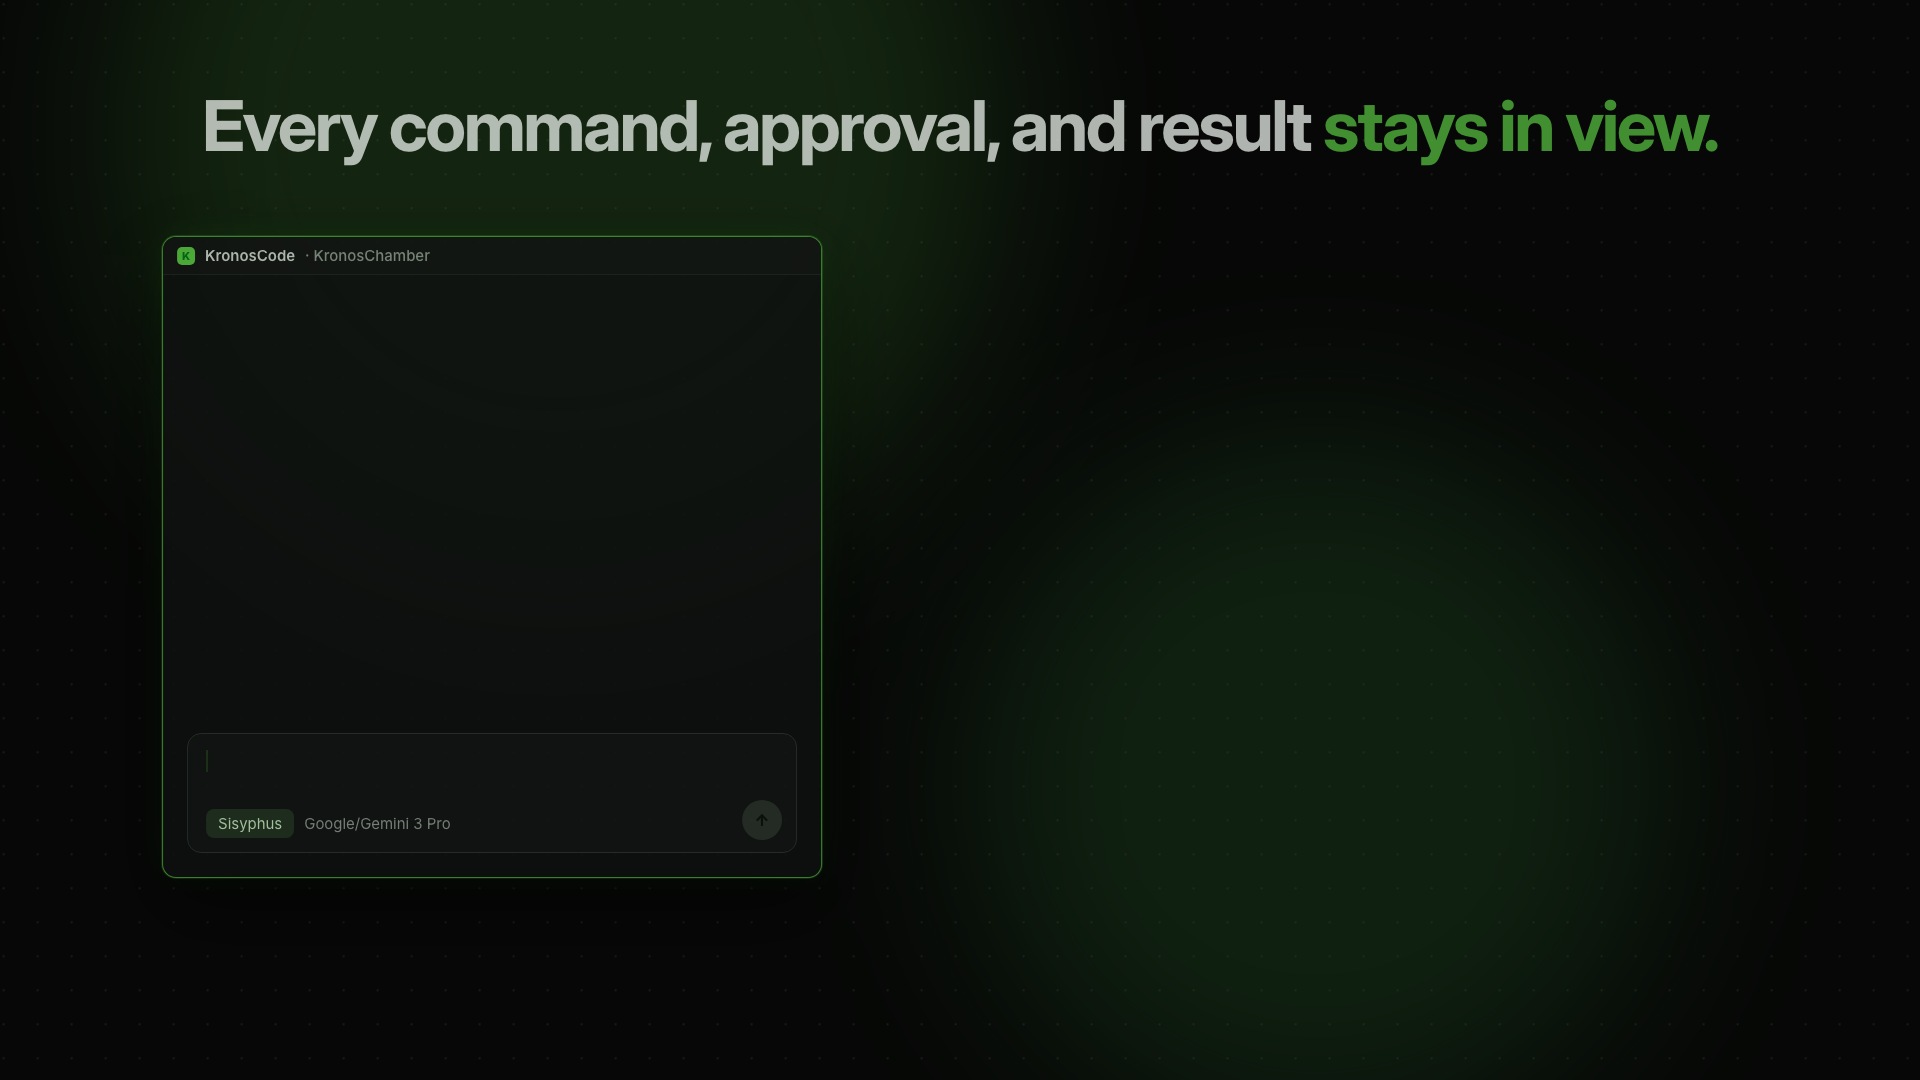 Every command, approval, and result stays in view.
K KronosCode · KronosChamber
Sisyphus Google/Gemini 3 Pro